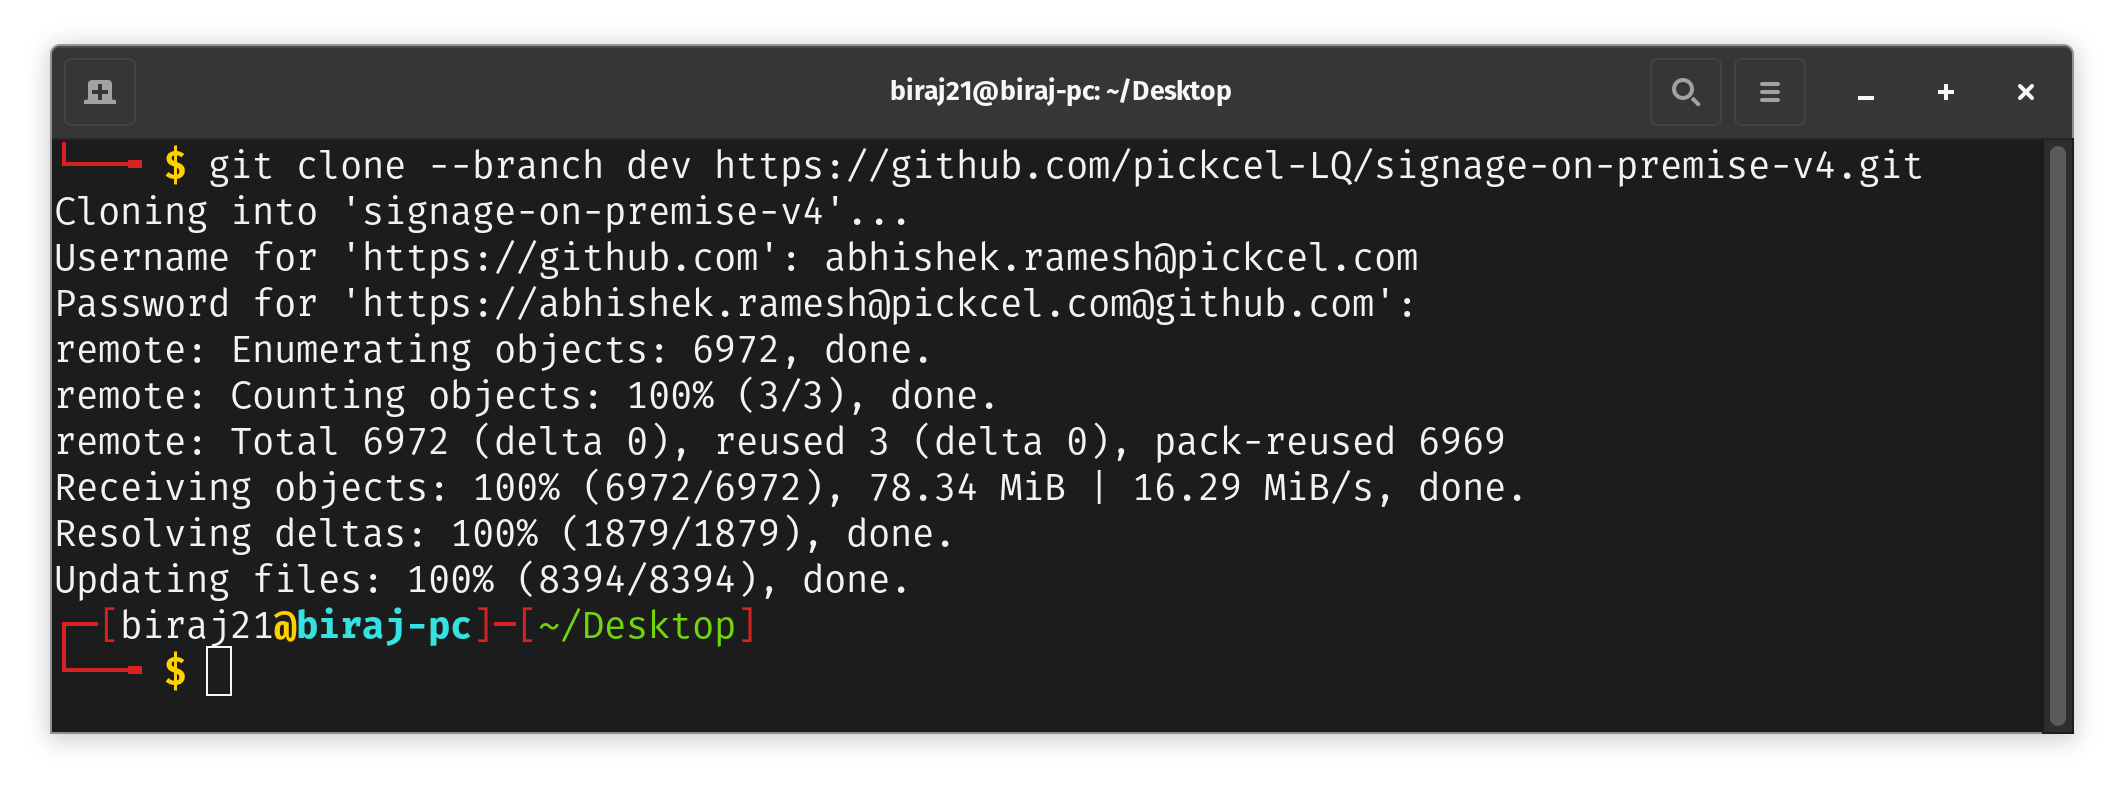 biraj21@biraj-pc: ~/Desktop
$ git clone --branch dev https://github.com/pickcel-LQ/signage-on-premise-v4.git
Cloning into 'signage-on-premise-v4'...
Username for 'https://github.com': abhishek.ramesh@pickcel.com
Password for 'https://abhishek.ramesh@pickcel.com@github.com':
remote: Enumerating objects: 6972, done.
remote: Counting objects: 100% (3/3), done.
remote: Total 6972 (delta 0), reused 3 (delta 0), pack-reused 6969
Receiving objects: 100% (6972/6972), 78.34 MiB | 16.29 MiB/s, done.
Resolving deltas: 100% (1879/1879), done.
Updating files: 100% (8394/8394), done.
[biraj21@biraj-pc]─[~/Desktop]
$